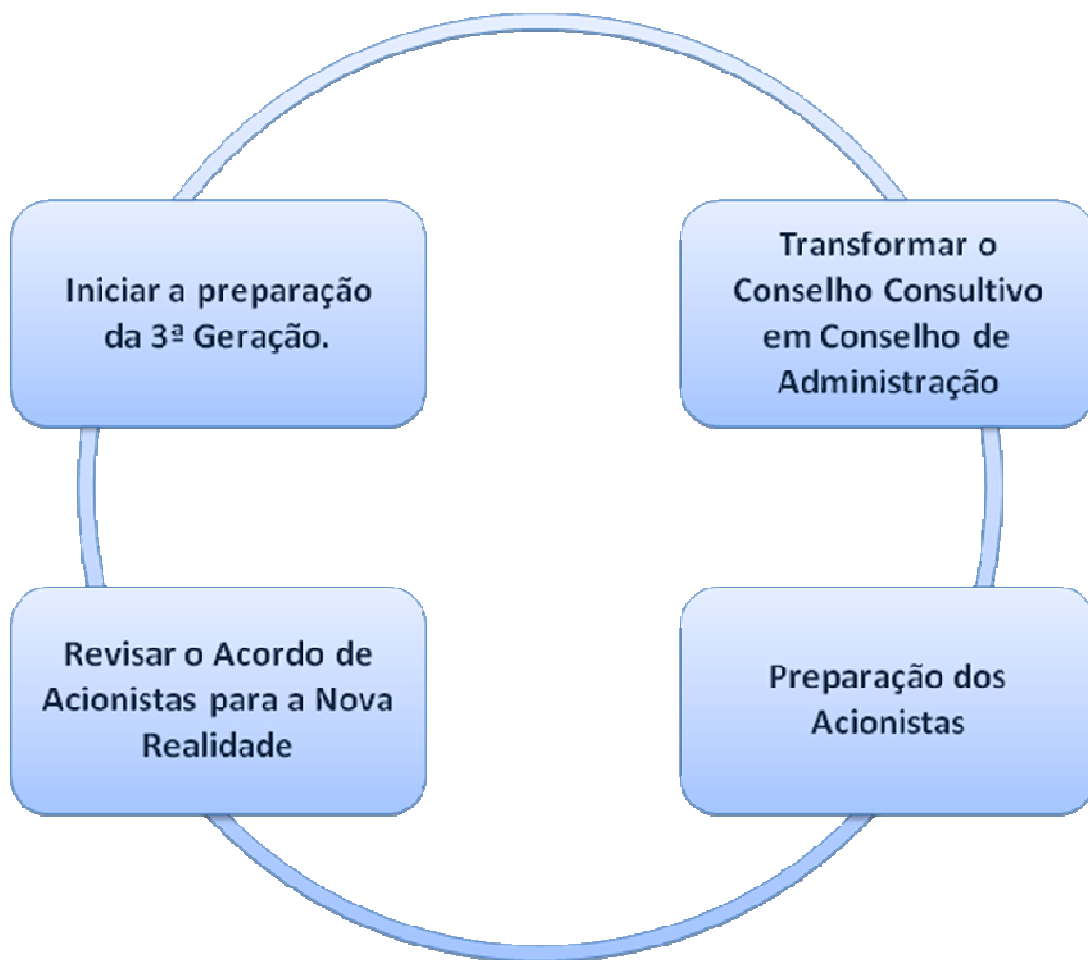 Iniciar a preparação
da 3ª Geração.
Transformar o
Conselho Consultivo
em Conselho de
Administração
Revisar o Acordo de
Acionistas para a Nova
Realidade
Preparação dos
Acionistas